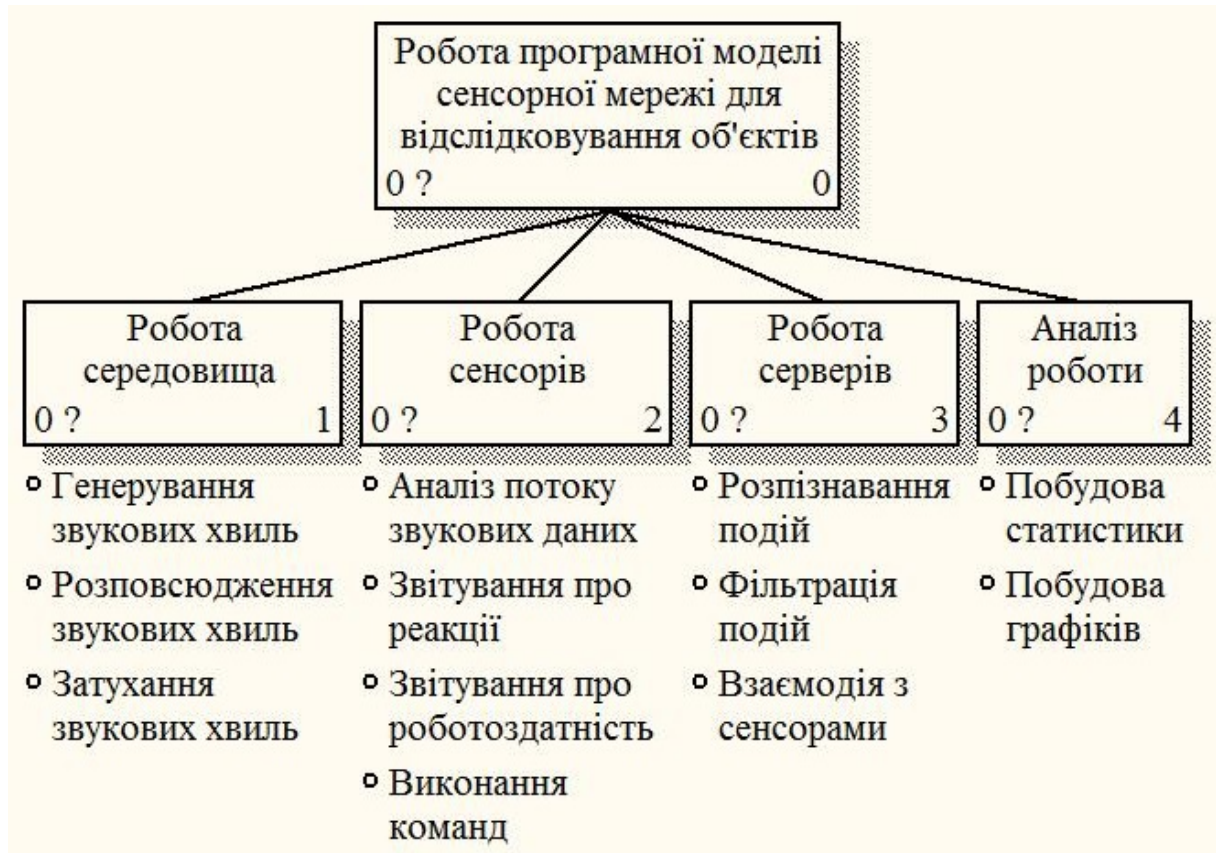 Робота програмної моделі
сенсорної мережі для
відслідковування об'єктів
0 ? 0
Робота
середовища
0 ? 1
Робота
сенсорів
0 ? 2
Робота
серверів
0 ? 3
Аналіз
роботи
0 ? 4
Генерування
звукових хвиль
Розповсюдження
звукових хвиль
Затухання
звукових хвиль
Аналіз потоку
звукових даних
Звітування про
реакції
Звітування про
роботоздатність
Виконання
команд
Розпізнавання
подій
Фільтрація
подій
Взаємодія з
сенсорами
Побудова
статистики
Побудова
графіків